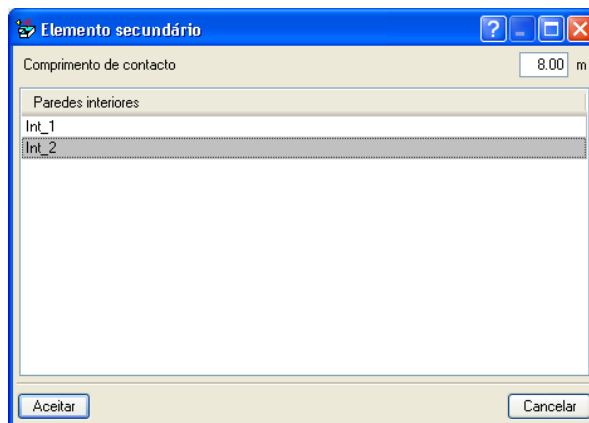 Elemento secundário
Comprimento de contacto 8.00 m
Paredes interiores
Int_1
Int_2
Aceitar Cancelar